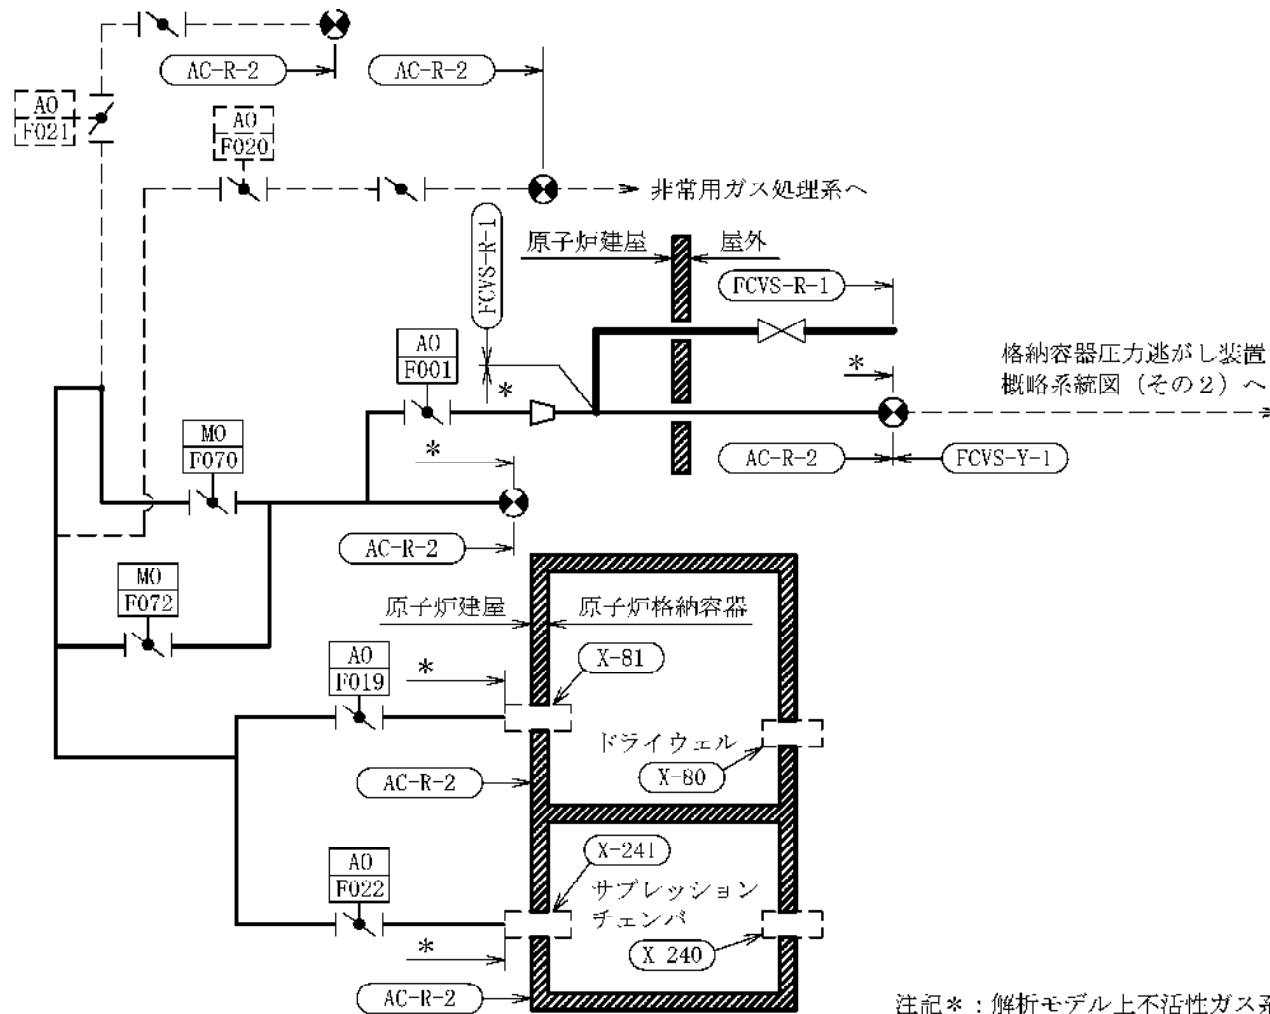 AC-R-2
AC-R-2
AO
F021
AO
F020
非常用ガス処理系へ
FCVS-R-1
原子炉建屋
屋外
FCVS-R-1
AO
F001
*
*
格納容器圧力逃がし装置
概略系統図（その２）へ
MO
F070
*
AC-R-2
FCVS-Y-1
AC-R-2
MO
F072
原子炉建屋
原子炉格納容器
AO
F019
*
X-81
ドライウェル
X-80
AC-R-2
AO
F022
X-241
サプレッション
チェンバ
*
X 240
AC-R-2
注記＊：解析モデル上不活性ガス系